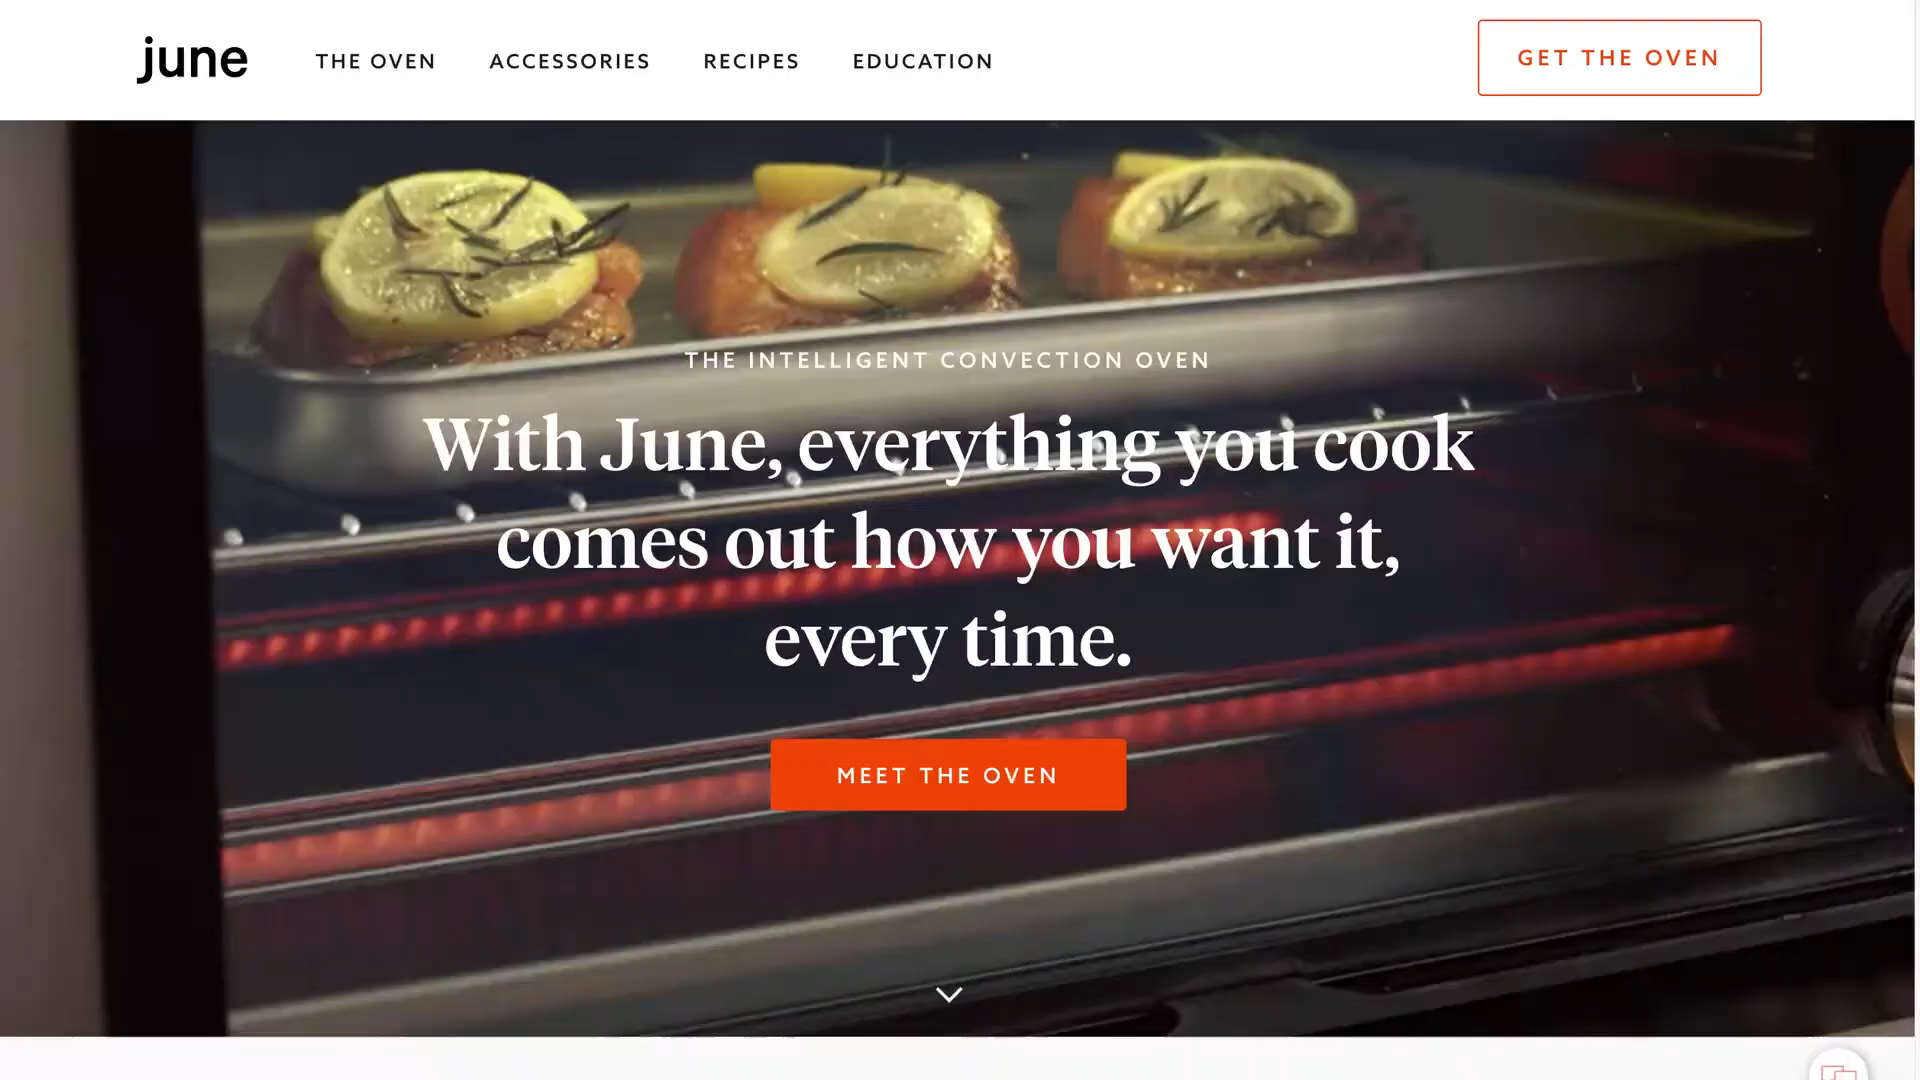 june
THE OVEN
ACCESSORIES
RECIPES
EDUCATION
GET THE OVEN
THE INTELLIGENT CONVECTION OVEN
With June, everything you cook
comes out how you want it,
every time.
MEET THE OVEN